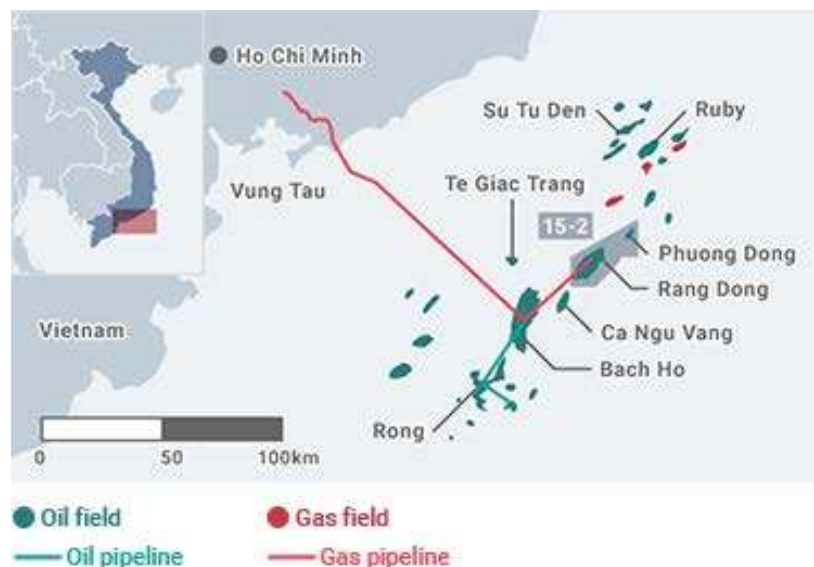 Ho Chi Minh
Su Tu Den
Ruby
Vung Tau
Te Giac Trang
15-2
Phuong Dong
Rang Dong
Vietnam
Ca Ngu Vang
Bach Ho
Rong
0 50 100km
Oil field Gas field
Oil pipeline Gas pipeline